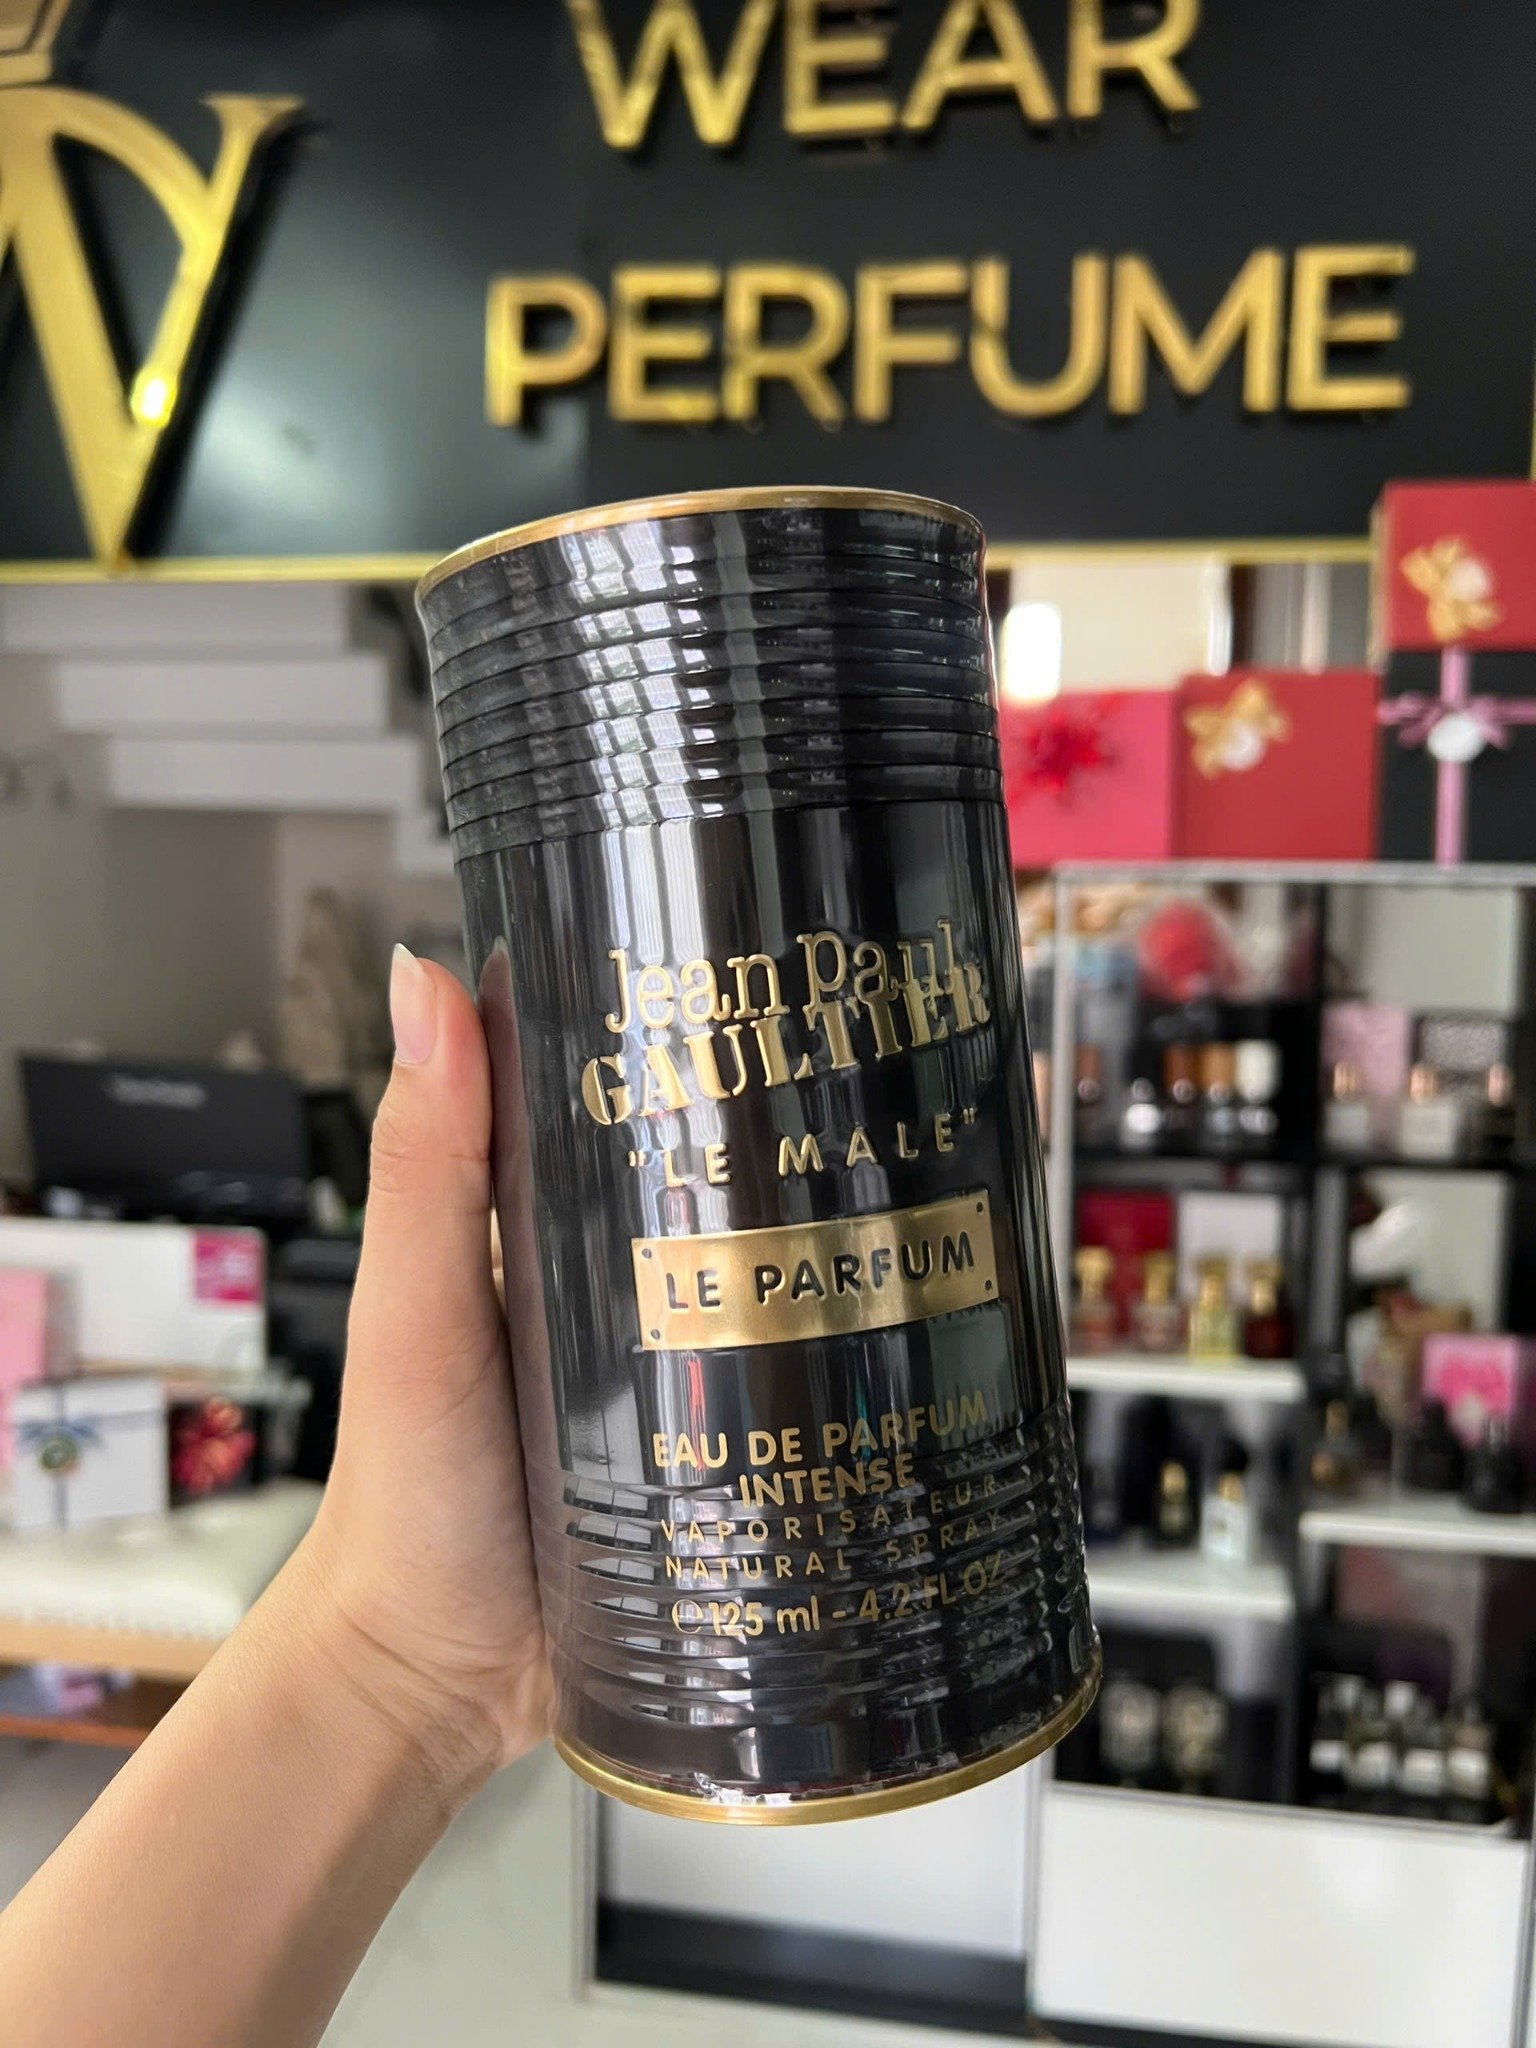 WEAR
PERFUME
Jean Paul
GAULTIER
"LE MALE"
LE PARFUM
EAU DE PARFUM
INTENSE
VAPORISATEUR
NATURAL SPRAY
℮ 125 ml - 4.2 FL OZ